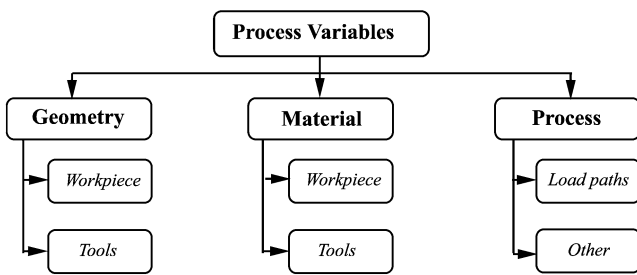 Process Variables
Geometry
Material
Process
Workpiece
Workpiece
Load paths
Tools
Tools
Other